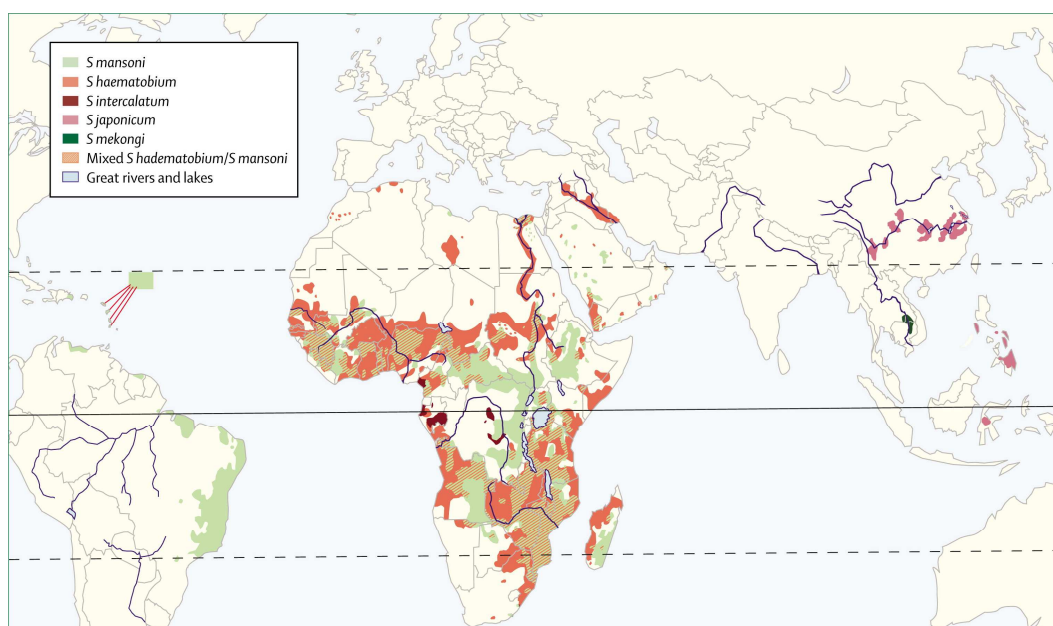 S mansoni
S haematobium
S intercalatum
S japonicum
S mekongi
Mixed S hadematobium/S mansoni
Great rivers and lakes